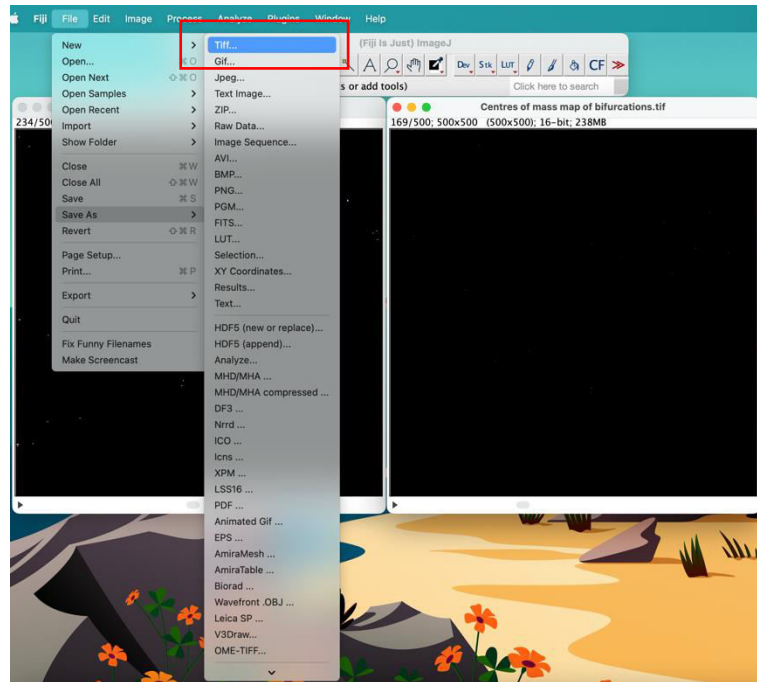 Fiji File Edit Image Process Analyze Plugins Window Help
New >
Open... ⌘ O
Open Next ⇧ ⌘ O
Open Samples >
Open Recent >
Import >
Show Folder >
Close ⌘ W
Close All ⇧ ⌘ W
Save ⌘ S
Save As >
Revert ⇧ ⌘ R
Page Setup...
Print... ⌘ P
Export >
Quit
Fix Funny Filenames
Make Screencast
Tiff...
Gif...
Jpeg...
Text Image...
ZIP...
Raw Data...
Image Sequence...
AVI...
BMP...
PNG...
PGM...
FITS...
LUT...
Selection...
XY Coordinates...
Results...
Text...
HDF5 (new or replace)...
HDF5 (append)...
Analyze...
MHD/MHA ...
MHD/MHA compressed ...
DF3 ...
Nrrd ...
ICO ...
Icns ...
XPM ...
LSS16 ...
PDF ...
Animated Gif ...
EPS ...
AmiraMesh ...
AmiraTable ...
Biorad ...
Wavefront .OBJ ...
Leica SP ...
V3Draw...
OME-TIFF...
(Fiji Is Just) ImageJ
A Dev Stk LUT CF >>
s or add tools) Click here to search
234/50
Centres of mass map of bifurcations.tif
169/500; 500x500 (500x500); 16-bit; 238MB